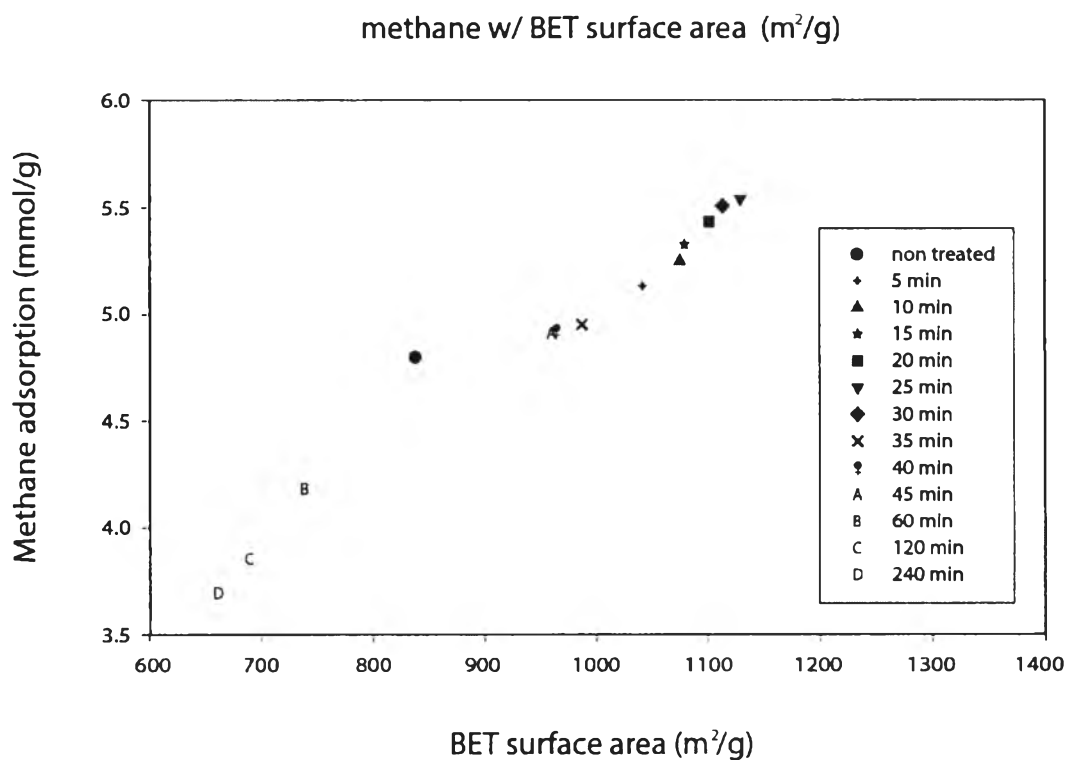 methane w/ BET surface area (m²/g)
Methane adsorption (mmol/g)
6.0
5.5
5.0
4.5
4.0
3.5
600 700 800 900 1000 1100 1200 1300 1400
BET surface area (m²/g)
A
B
C
D
non treated
5 min
10 min
15 min
20 min
25 min
30 min
35 min
40 min
A 45 min
B 60 min
C 120 min
D 240 min